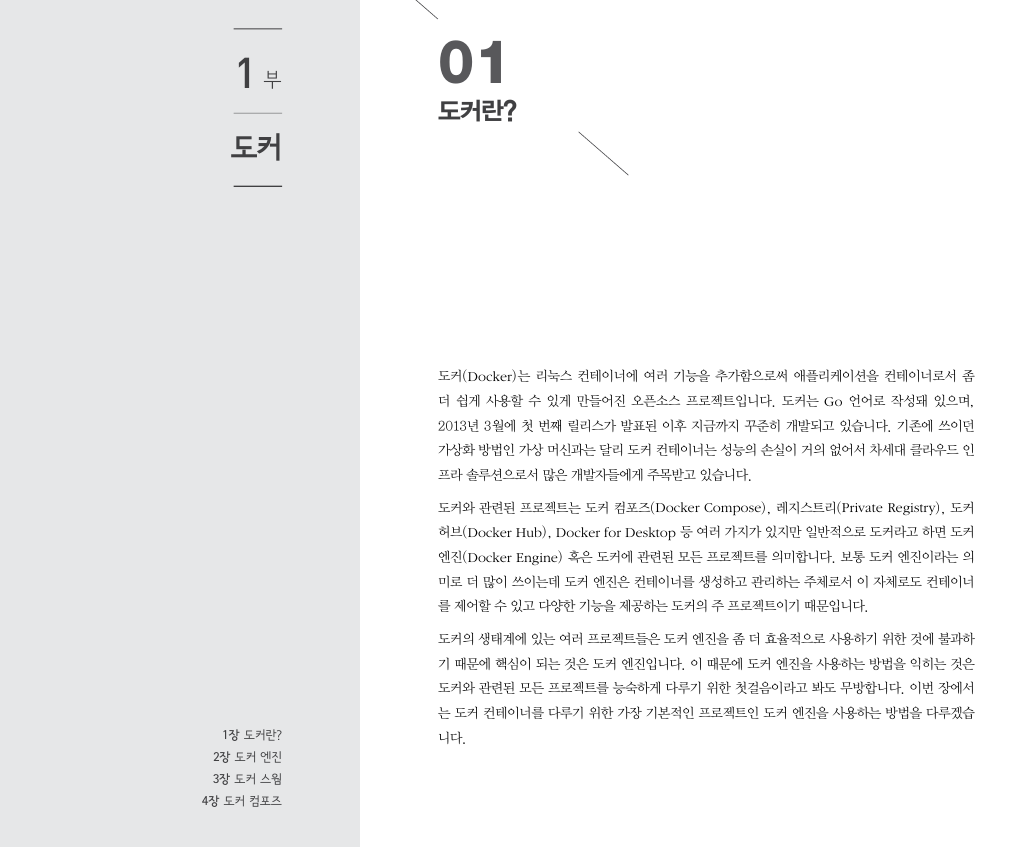 1 부
도커
1장 도커란?
2장 도커 엔진
3장 도커 스웜
4장 도커 컴포즈
01
도커란?
도커(Docker)는 리눅스 컨테이너에 여러 기능을 추가함으로써 애플리케이션을 컨테이너로서 좀
더 쉽게 사용할 수 있게 만들어진 오픈소스 프로젝트입니다. 도커는 Go 언어로 작성돼 있으며,
2013년 3월에 첫 번째 릴리스가 발표된 이후 지금까지 꾸준히 개발되고 있습니다. 기존에 쓰이던
가상화 방법인 가상 머신과는 달리 도커 컨테이너는 성능의 손실이 거의 없어서 차세대 클라우드 인
프라 솔루션으로서 많은 개발자들에게 주목받고 있습니다.
도커와 관련된 프로젝트는 도커 컴포즈(Docker Compose), 레지스트리(Private Registry), 도커
허브(Docker Hub), Docker for Desktop 등 여러 가지가 있지만 일반적으로 도커라고 하면 도커
엔진(Docker Engine) 혹은 도커에 관련된 모든 프로젝트를 의미합니다. 보통 도커 엔진이라는 의
미로 더 많이 쓰이는데 도커 엔진은 컨테이너를 생성하고 관리하는 주체로서 이 자체로도 컨테이너
를 제어할 수 있고 다양한 기능을 제공하는 도커의 주 프로젝트이기 때문입니다.
도커의 생태계에 있는 여러 프로젝트들은 도커 엔진을 좀 더 효율적으로 사용하기 위한 것에 불과하
기 때문에 핵심이 되는 것은 도커 엔진입니다. 이 때문에 도커 엔진을 사용하는 방법을 익히는 것은
도커와 관련된 모든 프로젝트를 능숙하게 다루기 위한 첫걸음이라고 봐도 무방합니다. 이번 장에서
는 도커 컨테이너를 다루기 위한 가장 기본적인 프로젝트인 도커 엔진을 사용하는 방법을 다루겠습
니다.